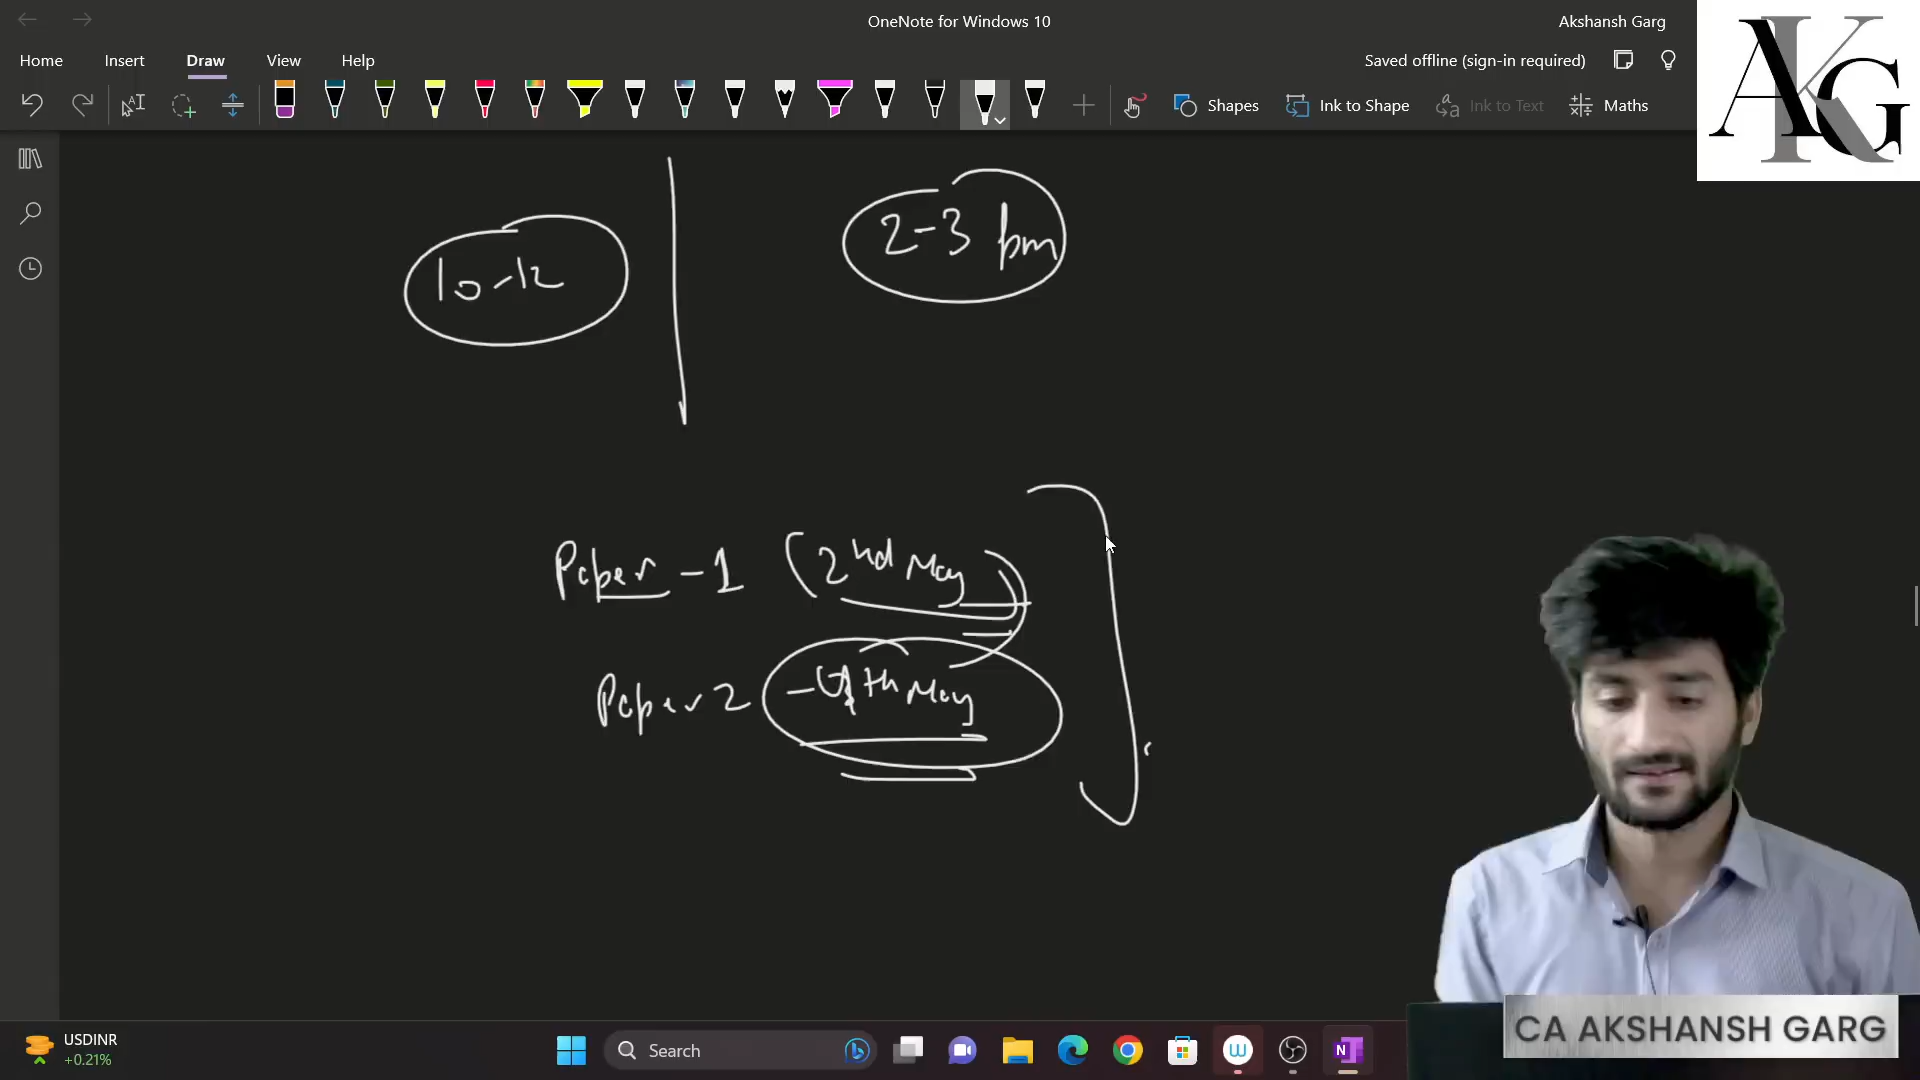 OneNote for Windows 10
Akshansh Garg
Home Insert Draw View Help
Saved offline (sign-in required)
Shapes Ink to Shape Ink to Text Maths
AKG
10-12
2-3 pm
Paper -1 (2nd May)
Paper 2 -4th May
CA AKSHANSH GARG
USDINR
+0.21%
Search